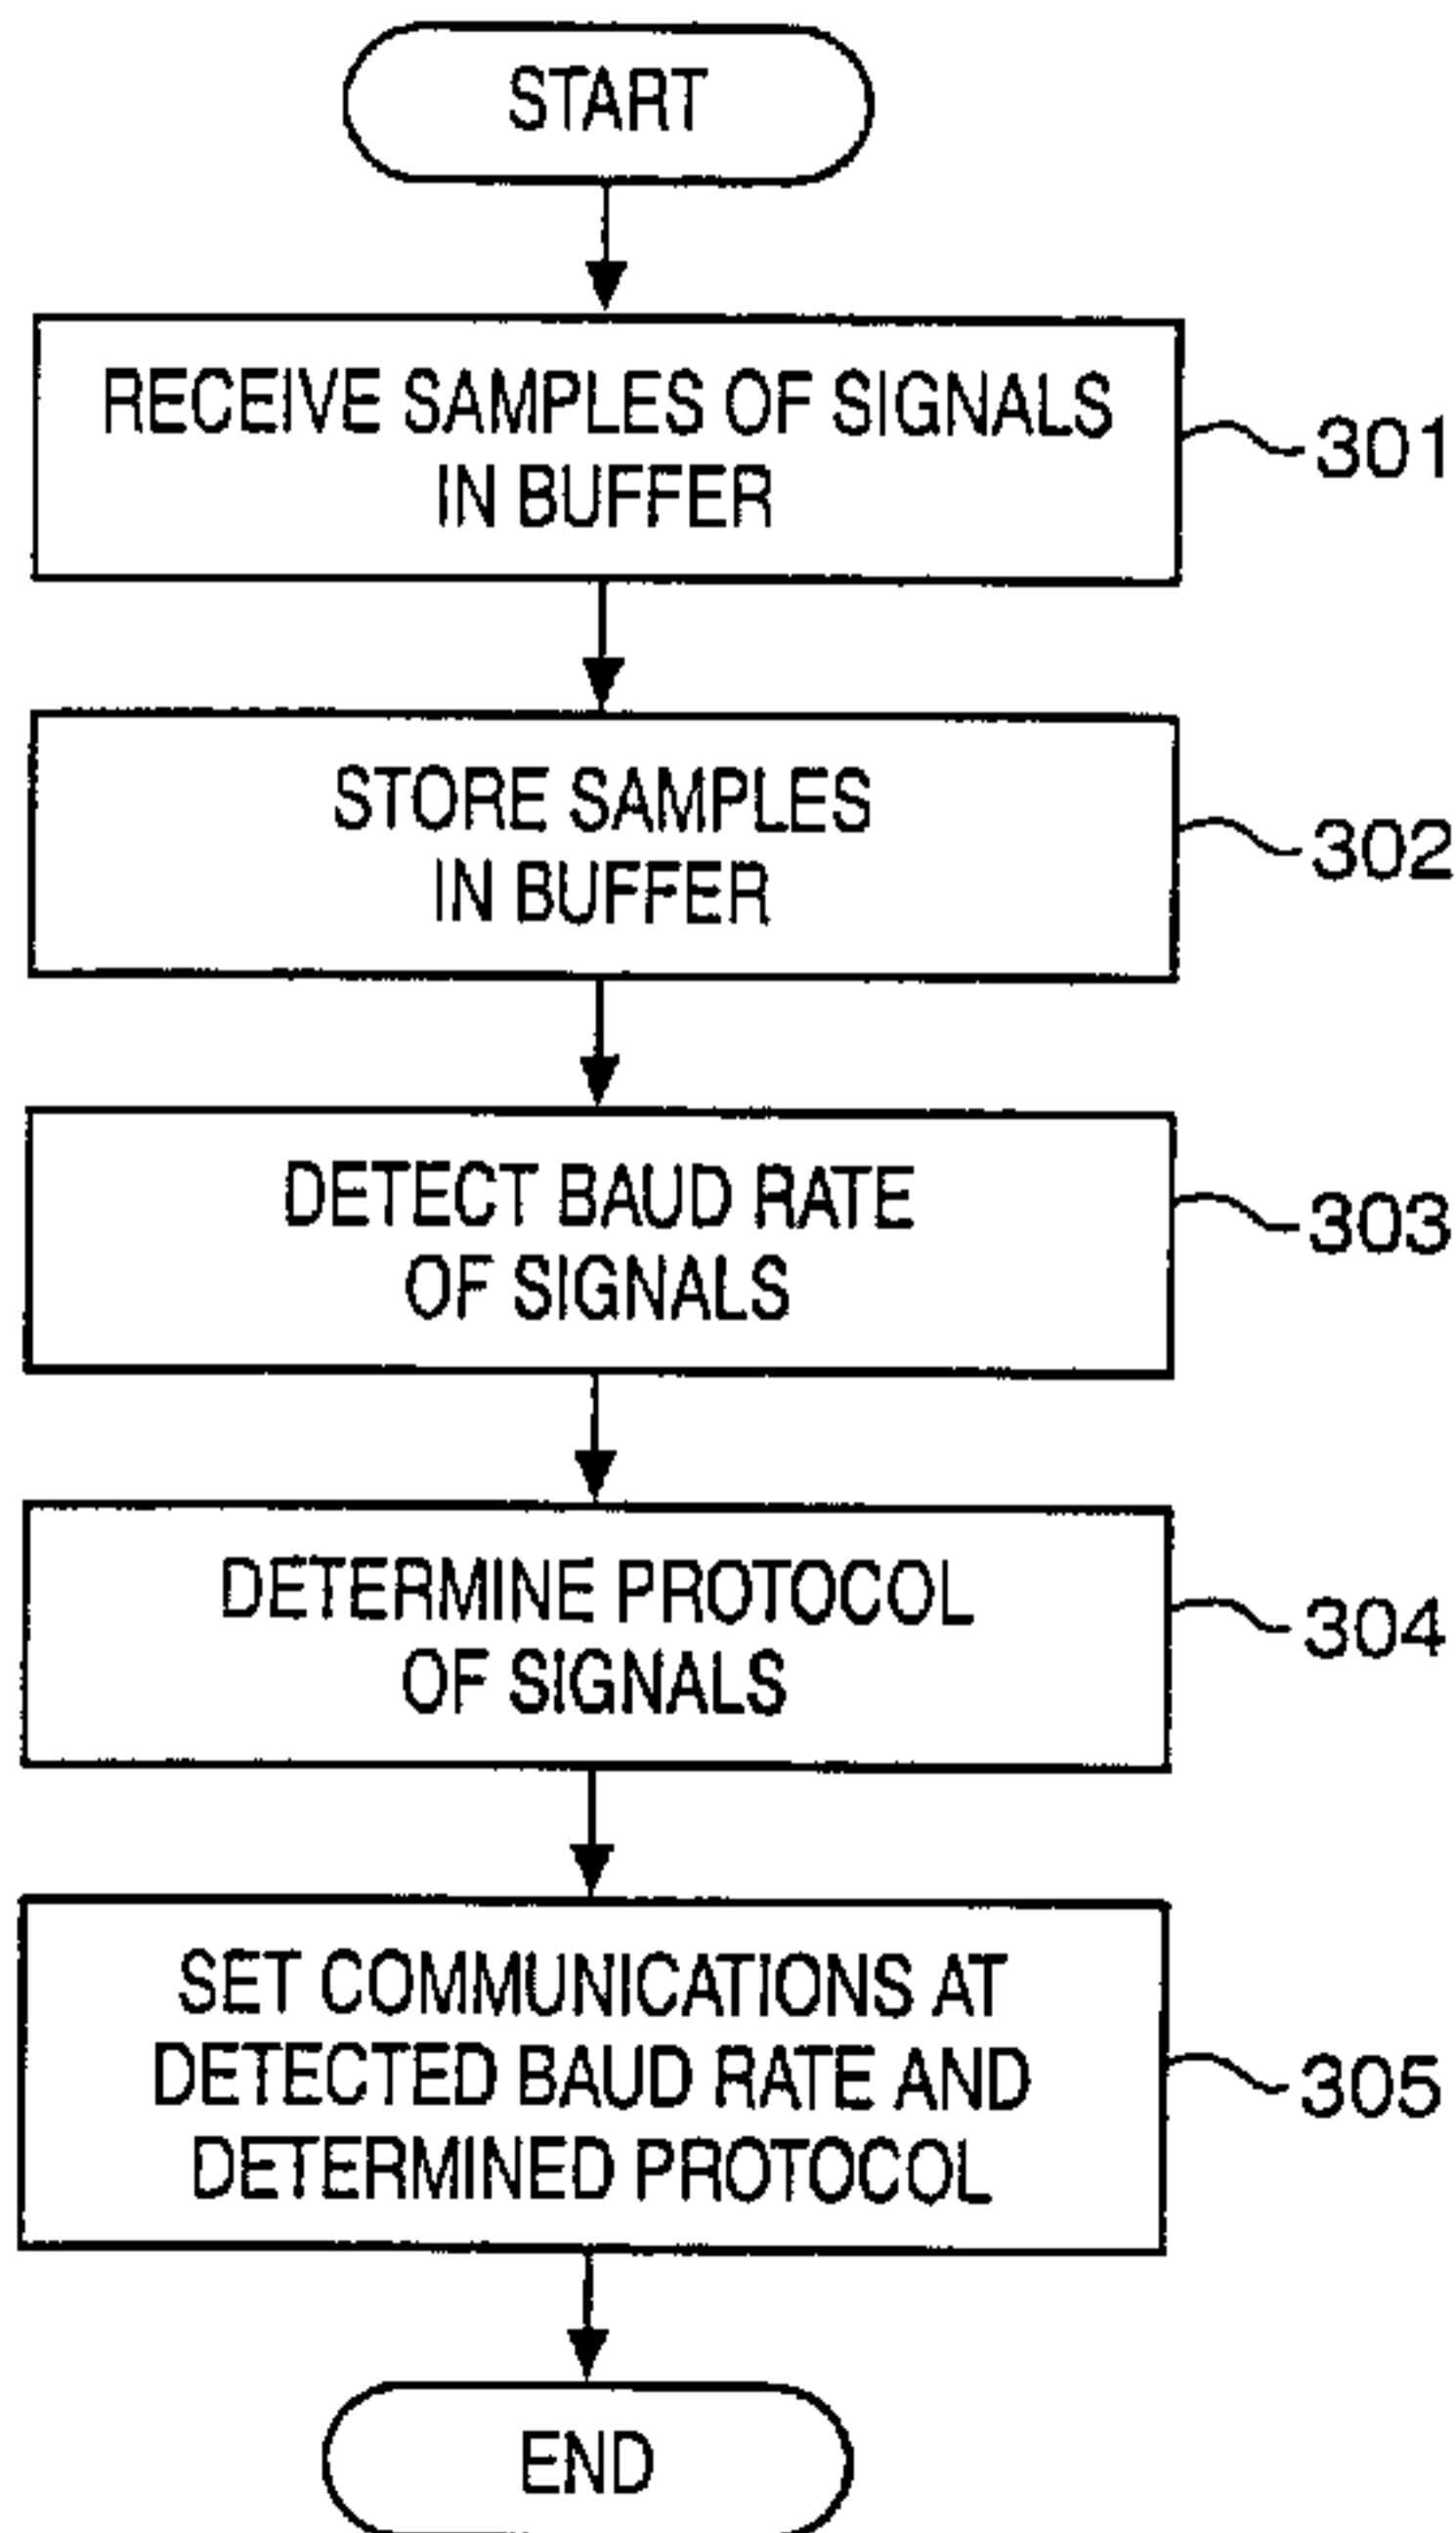 START
RECEIVE SAMPLES OF SIGNALS
IN BUFFER
301
STORE SAMPLES
IN BUFFER
302
DETECT BAUD RATE
OF SIGNALS
303
DETERMINE PROTOCOL
OF SIGNALS
304
SET COMMUNICATIONS AT
DETECTED BAUD RATE AND
DETERMINED PROTOCOL
305
END